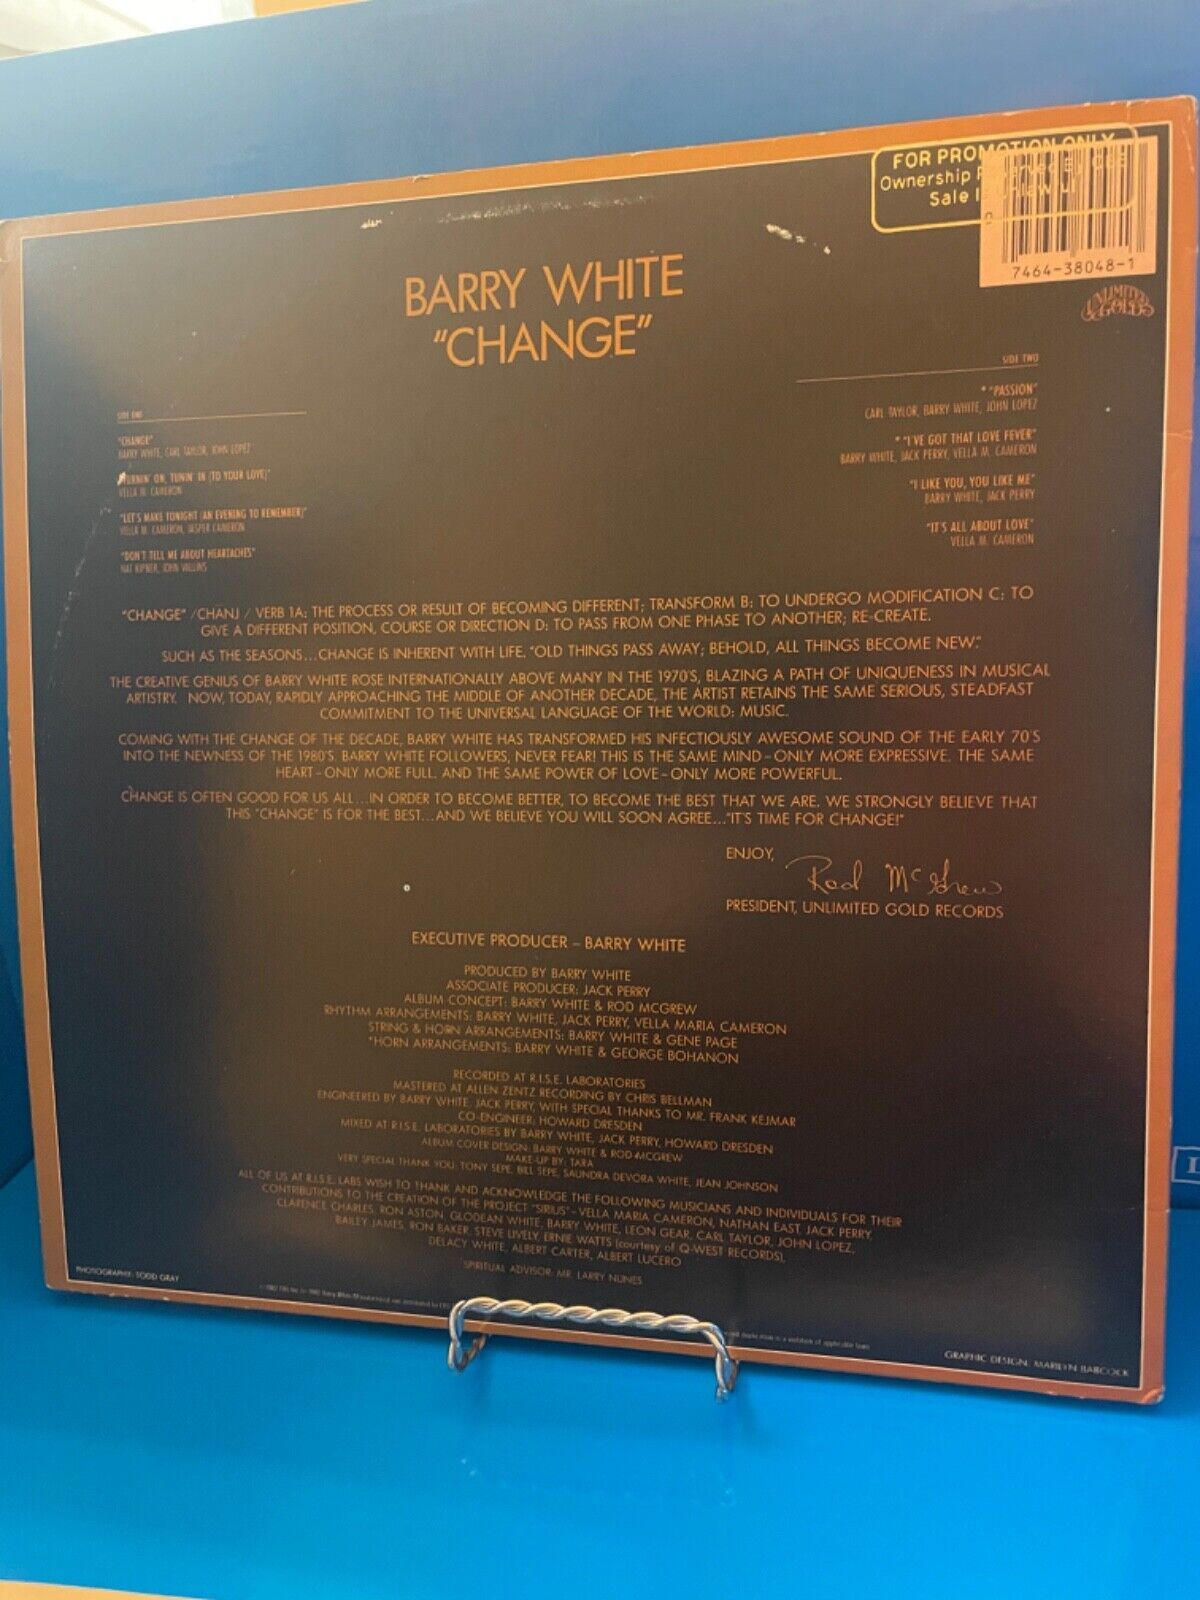 FOR PROMOTION ONLY
Ownership
Sale
7464-38048-1
UNLIMITED GOLD
BARRY WHITE
"CHANGE"
SIDE ONE
"CHANGE"
BARRY WHITE, CARL TAYLOR, JOHN LOPEZ
"TURNIN' ON, TUNIN' IN (TO YOUR LOVE)"
VELLA M. CAMERON
"LET'S MAKE TONIGHT (AN EVENING TO REMEMBER)"
VELLA M. CAMERON, JASPER CAMERON
"DON'T TELL ME ABOUT HEARTACHES"
NAT KIPNER, JOHN VALLINS
SIDE TWO
* "PASSION"
CARL TAYLOR, BARRY WHITE, JOHN LOPEZ
* "I'VE GOT THAT LOVE FEVER"
BARRY WHITE, JACK PERRY, VELLA M. CAMERON
"I LIKE YOU, YOU LIKE ME"
BARRY WHITE, JACK PERRY
"IT'S ALL ABOUT LOVE"
VELLA M. CAMERON
"CHANGE" /CHANJ / VERB 1A: THE PROCESS OR RESULT OF BECOMING DIFFERENT; TRANSFORM B: TO UNDERGO MODIFICATION C: TO
GIVE A DIFFERENT POSITION, COURSE OR DIRECTION D: TO PASS FROM ONE PHASE TO ANOTHER; RE-CREATE.
SUCH AS THE SEASONS...CHANGE IS INHERENT WITH LIFE. "OLD THINGS PASS AWAY; BEHOLD, ALL THINGS BECOME NEW."
THE CREATIVE GENIUS OF BARRY WHITE ROSE INTERNATIONALLY ABOVE MANY IN THE 1970'S, BLAZING A PATH OF UNIQUENESS IN MUSICAL
ARTISTRY. NOW, TODAY, RAPIDLY APPROACHING THE MIDDLE OF ANOTHER DECADE, THE ARTIST RETAINS THE SAME SERIOUS, STEADFAST
COMMITMENT TO THE UNIVERSAL LANGUAGE OF THE WORLD: MUSIC.
COMING WITH THE CHANGE OF THE DECADE, BARRY WHITE HAS TRANSFORMED HIS INFECTIOUSLY AWESOME SOUND OF THE EARLY 70'S
INTO THE NEWNESS OF THE 1980'S. BARRY WHITE FOLLOWERS, NEVER FEAR! THIS IS THE SAME MIND–ONLY MORE EXPRESSIVE. THE SAME
HEART–ONLY MORE FULL. AND THE SAME POWER OF LOVE–ONLY MORE POWERFUL.
CHANGE IS OFTEN GOOD FOR US ALL...IN ORDER TO BECOME BETTER, TO BECOME THE BEST THAT WE ARE. WE STRONGLY BELIEVE THAT
THIS "CHANGE" IS FOR THE BEST...AND WE BELIEVE YOU WILL SOON AGREE..."IT'S TIME FOR CHANGE!"
ENJOY,
Rod McGrew
PRESIDENT, UNLIMITED GOLD RECORDS
EXECUTIVE PRODUCER – BARRY WHITE
PRODUCED BY BARRY WHITE
ASSOCIATE PRODUCER: JACK PERRY
ALBUM CONCEPT: BARRY WHITE & ROD MCGREW
RHYTHM ARRANGEMENTS: BARRY WHITE, JACK PERRY, VELLA MARIA CAMERON
STRING & HORN ARRANGEMENTS: BARRY WHITE & GENE PAGE
*HORN ARRANGEMENTS: BARRY WHITE & GEORGE BOHANON
RECORDED AT R.I.S.E. LABORATORIES
MASTERED AT ALLEN ZENTZ RECORDING BY CHRIS BELLMAN
ENGINEERED BY BARRY WHITE, JACK PERRY, WITH SPECIAL THANKS TO MR. FRANK KEJMAR
CO-ENGINEER: HOWARD DRESDEN
MIXED AT R.I.S.E. LABORATORIES BY BARRY WHITE, JACK PERRY, HOWARD DRESDEN
ALBUM COVER DESIGN: BARRY WHITE & ROD MCGREW
MAKE-UP BY: TARA
VERY SPECIAL THANK YOU: TONY SEPE, BILL SEPE, SAUNDRA DEVORA WHITE, JEAN JOHNSON
ALL OF US AT R.I.S.E. LABS WISH TO THANK AND ACKNOWLEDGE THE FOLLOWING MUSICIANS AND INDIVIDUALS FOR THEIR
CONTRIBUTIONS TO THE CREATION OF THE PROJECT "SIRIUS"–VELLA MARIA CAMERON, NATHAN EAST, JACK PERRY,
CLARENCE CHARLES, RON ASTON, GLODEAN WHITE, BARRY WHITE, LEON GEAR, CARL TAYLOR, JOHN LOPEZ,
BAILEY JAMES, RON BAKER, STEVE LIVELY, ERNIE WATTS (courtesy of Q-WEST RECORDS),
DELACY WHITE, ALBERT CARTER, ALBERT LUCERO
SPIRITUAL ADVISOR: MR. LARRY NUNES
PHOTOGRAPHY: TODD GRAY
GRAPHIC DESIGN: MARILYN BABCOCK